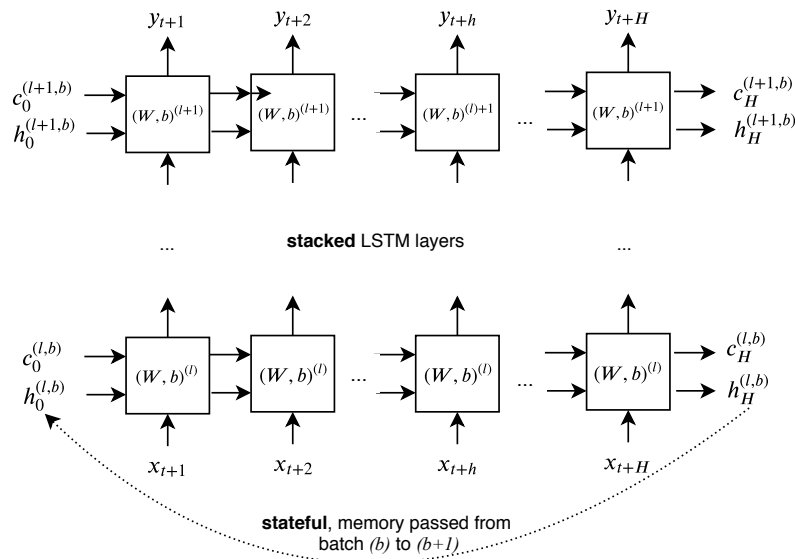 y_{t+1} y_{t+2} y_{t+h} y_{t+H}
c_0^{(l+1,b)} (W, b)^{(l+1)} (W, b)^{(l+1)} ... (W, b)^{(l)+1} ... (W, b)^{(l+1)} c_H^{(l+1,b)}
h_0^{(l+1,b)} h_H^{(l+1,b)}
... stacked LSTM layers ...
c_0^{(l,b)} (W, b)^{(l)} (W, b)^{(l)} ... (W, b)^{(l)} ... (W, b)^{(l)} c_H^{(l,b)}
h_0^{(l,b)} h_H^{(l,b)}
x_{t+1} x_{t+2} x_{t+h} x_{t+H}
stateful, memory passed from
batch (b) to (b+1)